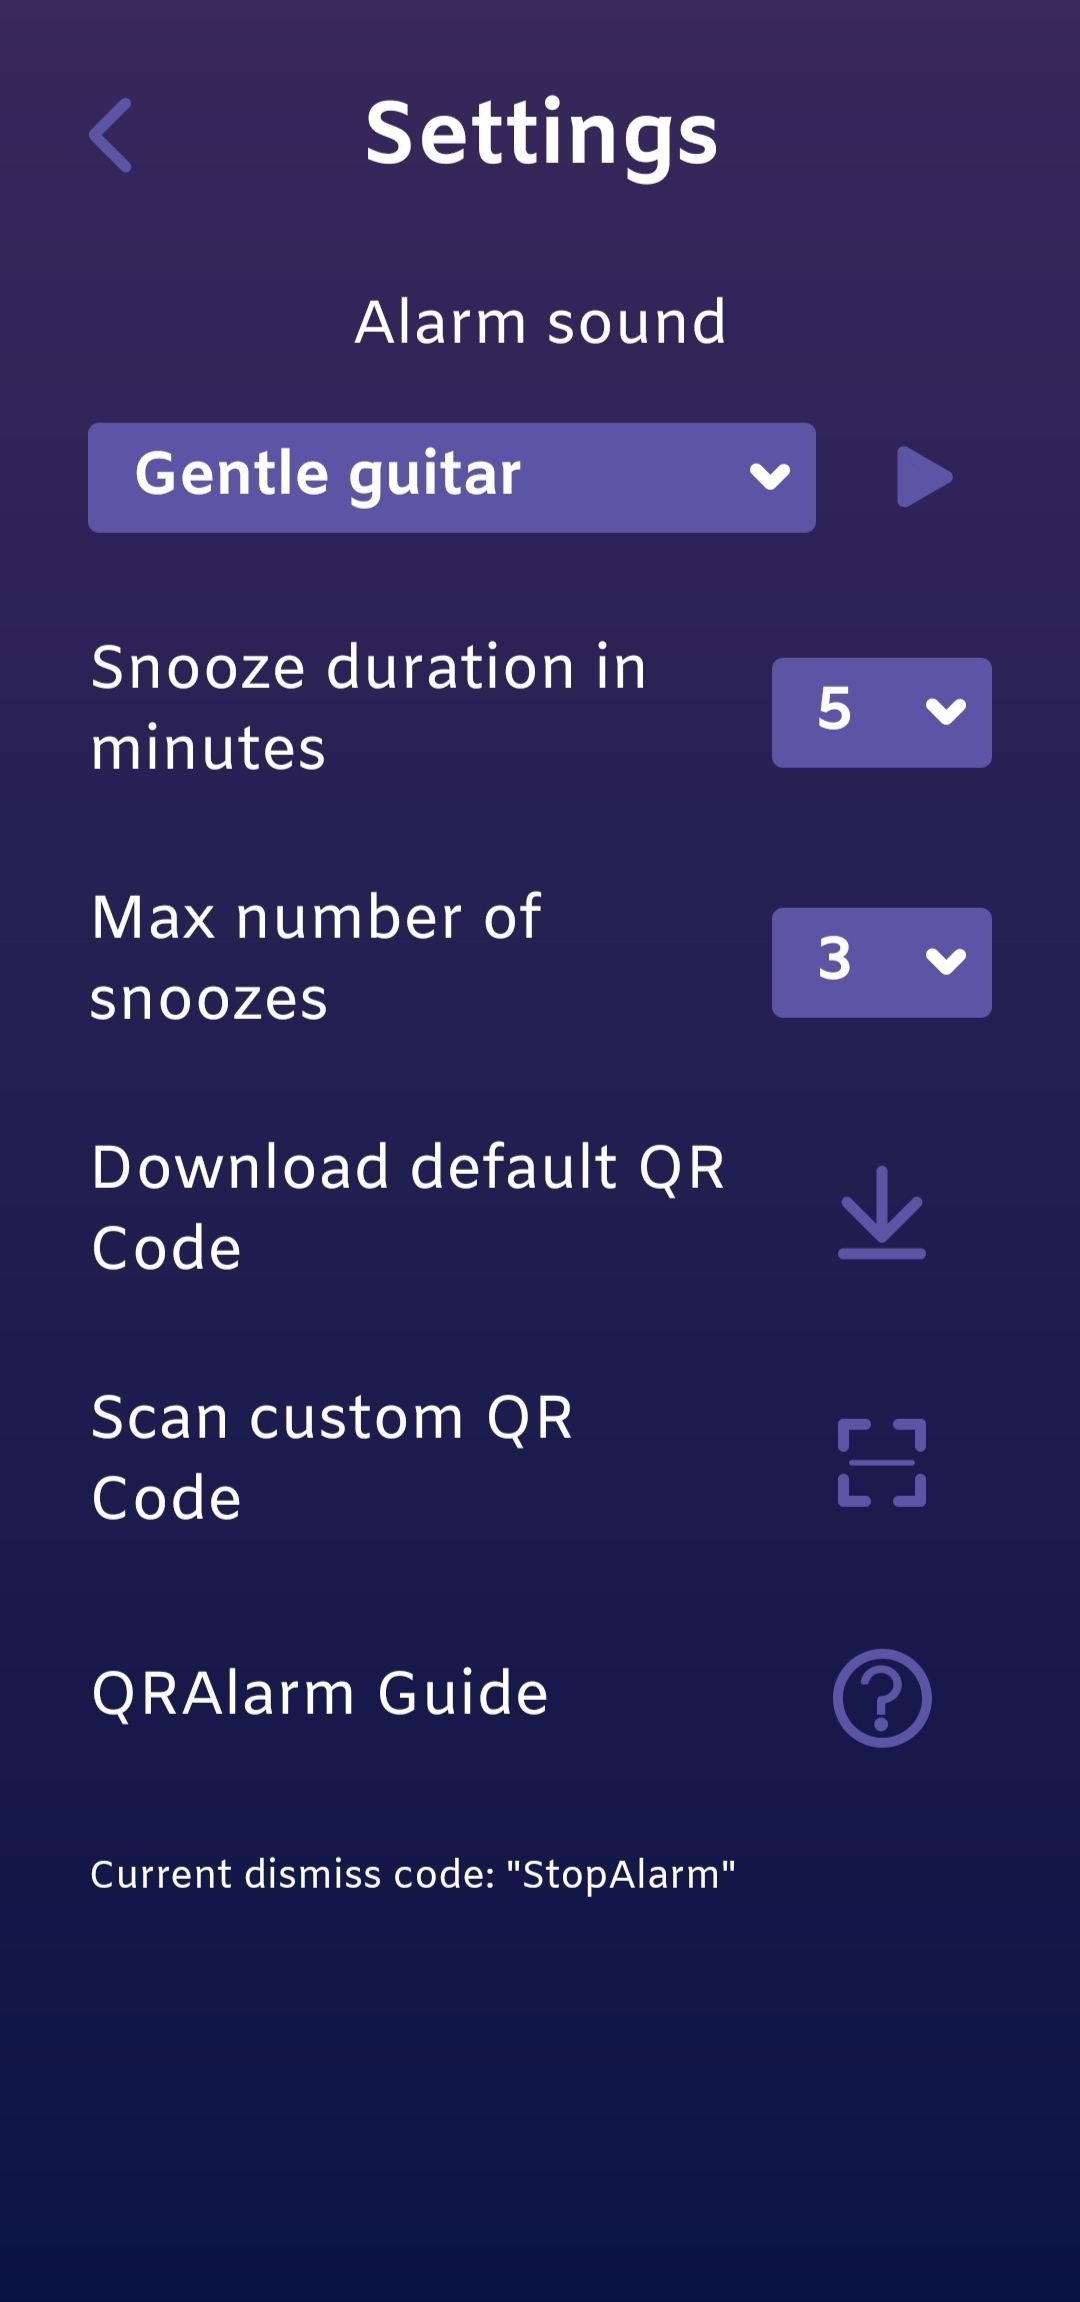 Settings
Alarm sound
Gentle guitar
Snooze duration in
minutes
5
Max number of
snoozes
3
Download default QR
Code
Scan custom QR
Code
QRAlarm Guide
Current dismiss code: "StopAlarm"